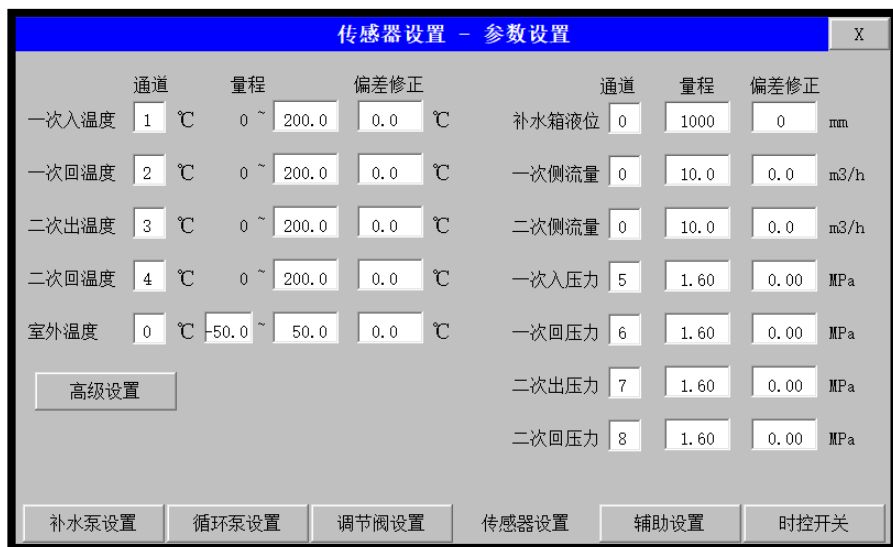 传感器设置 - 参数设置 X
通道 量程 偏差修正 通道 量程 偏差修正
一次入温度 1 ℃ 0 ~ 200.0 0.0 ℃ 补水箱液位 0 1000 0 mm
一次回温度 2 ℃ 0 ~ 200.0 0.0 ℃ 一次侧流量 0 10.0 0.0 m3/h
二次出温度 3 ℃ 0 ~ 200.0 0.0 ℃ 二次侧流量 0 10.0 0.0 m3/h
二次回温度 4 ℃ 0 ~ 200.0 0.0 ℃ 一次入压力 5 1.60 0.00 MPa
室外温度 0 ℃ -50.0 ~ 50.0 0.0 ℃ 一次回压力 6 1.60 0.00 MPa
高级设置 二次出压力 7 1.60 0.00 MPa
二次回压力 8 1.60 0.00 MPa
补水泵设置 循环泵设置 调节阀设置 传感器设置 辅助设置 时控开关